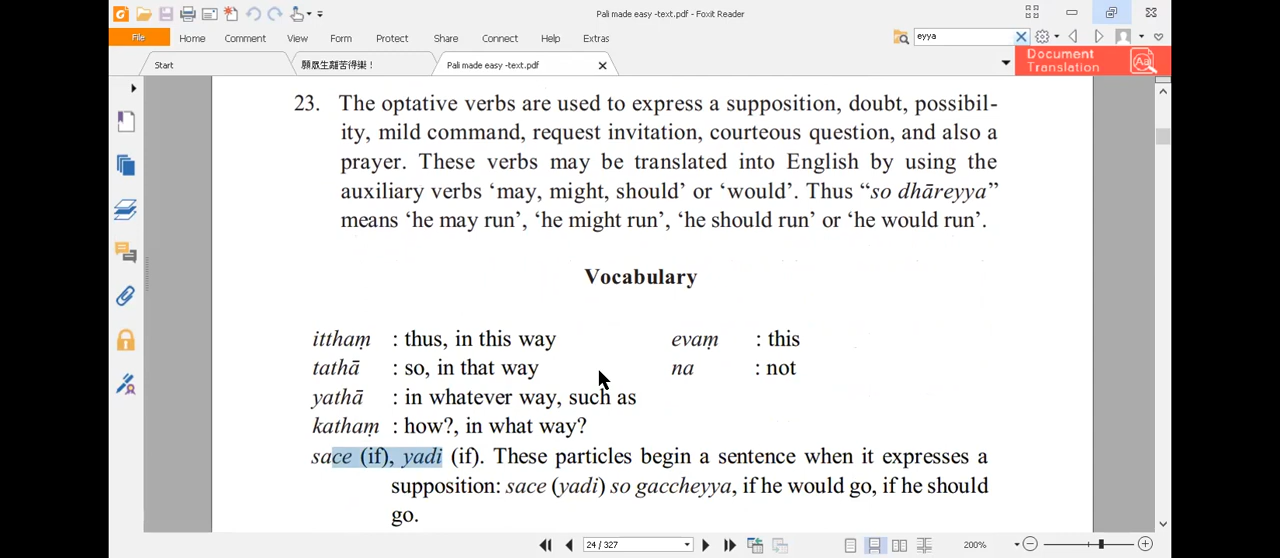 Pali made easy -text.pdf - Foxit Reader
File Home Comment View Form Protect Share Connect Help Extras eyya
Start 願眾生離苦得樂! Pali made easy -text.pdf Document Translation
23. The optative verbs are used to express a supposition, doubt, possibil-
ity, mild command, request invitation, courteous question, and also a
prayer. These verbs may be translated into English by using the
auxiliary verbs ‘may, might, should’ or ‘would’. Thus “so dhāreyya”
means ‘he may run’, ‘he might run’, ‘he should run’ or ‘he would run’.
Vocabulary
itthaṃ : thus, in this way evaṃ : this
tathā : so, in that way na : not
yathā : in whatever way, such as
kathaṃ : how?, in what way?
sace (if), yadi (if). These particles begin a sentence when it expresses a
supposition: sace (yadi) so gaccheyya, if he would go, if he should
go.
24 / 327 200%